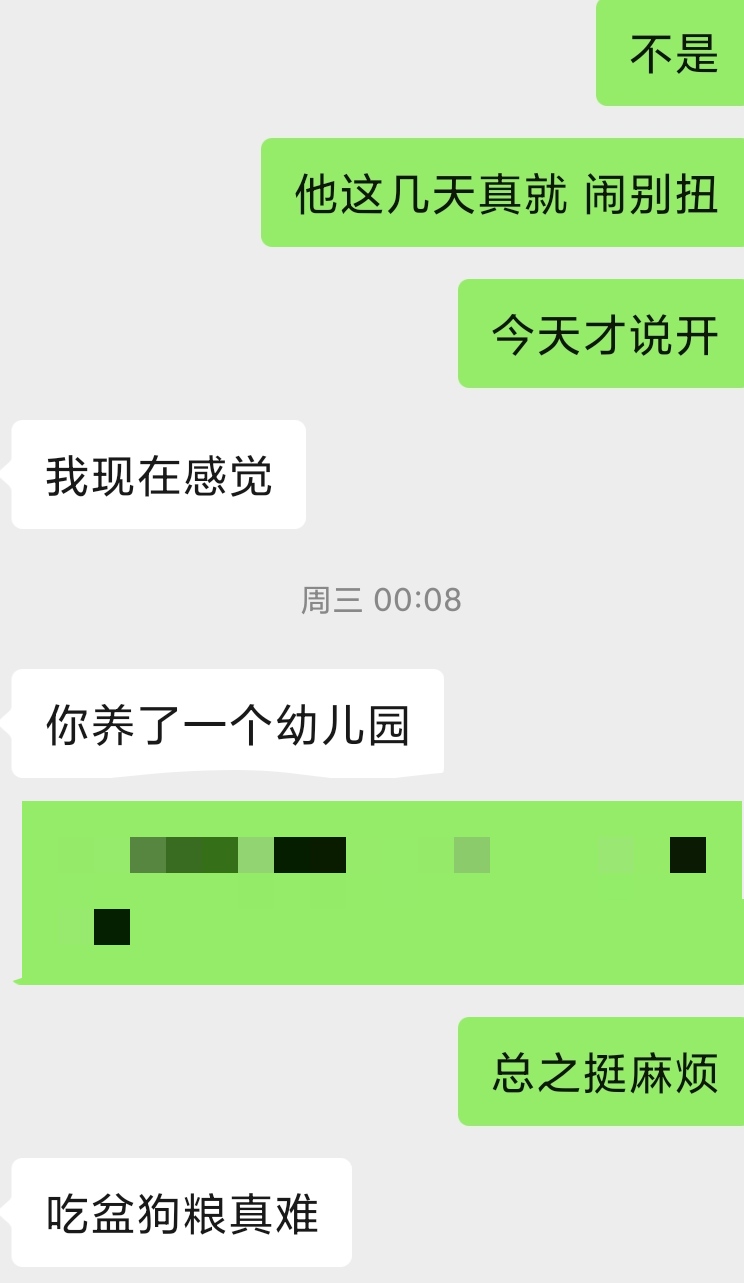 不是
他这几天真就 闹别扭
今天才说开
我现在感觉
周三 00:08
你养了一个幼儿园
总之挺麻烦
吃盆狗粮真难